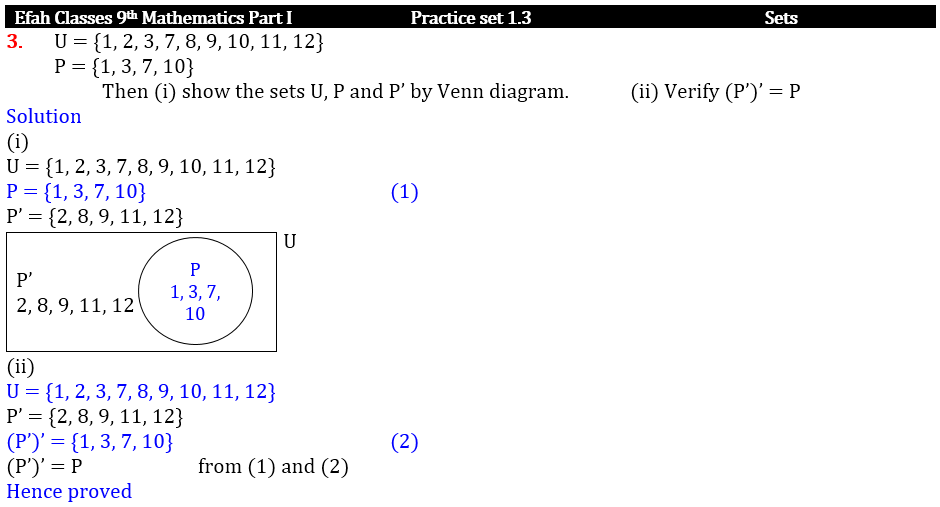 Efah Classes 9th Mathematics Part I Practice set 1.3 Sets
3. U = {1, 2, 3, 7, 8, 9, 10, 11, 12}
P = {1, 3, 7, 10}
Then (i) show the sets U, P and P’ by Venn diagram. (ii) Verify (P’)’ = P
Solution
(i)
U = {1, 2, 3, 7, 8, 9, 10, 11, 12}
P = {1, 3, 7, 10} (1)
P’ = {2, 8, 9, 11, 12}
U
P’
2, 8, 9, 11, 12
P
1, 3, 7,
10
(ii)
U = {1, 2, 3, 7, 8, 9, 10, 11, 12}
P’ = {2, 8, 9, 11, 12}
(P’)’ = {1, 3, 7, 10} (2)
(P’)’ = P from (1) and (2)
Hence proved